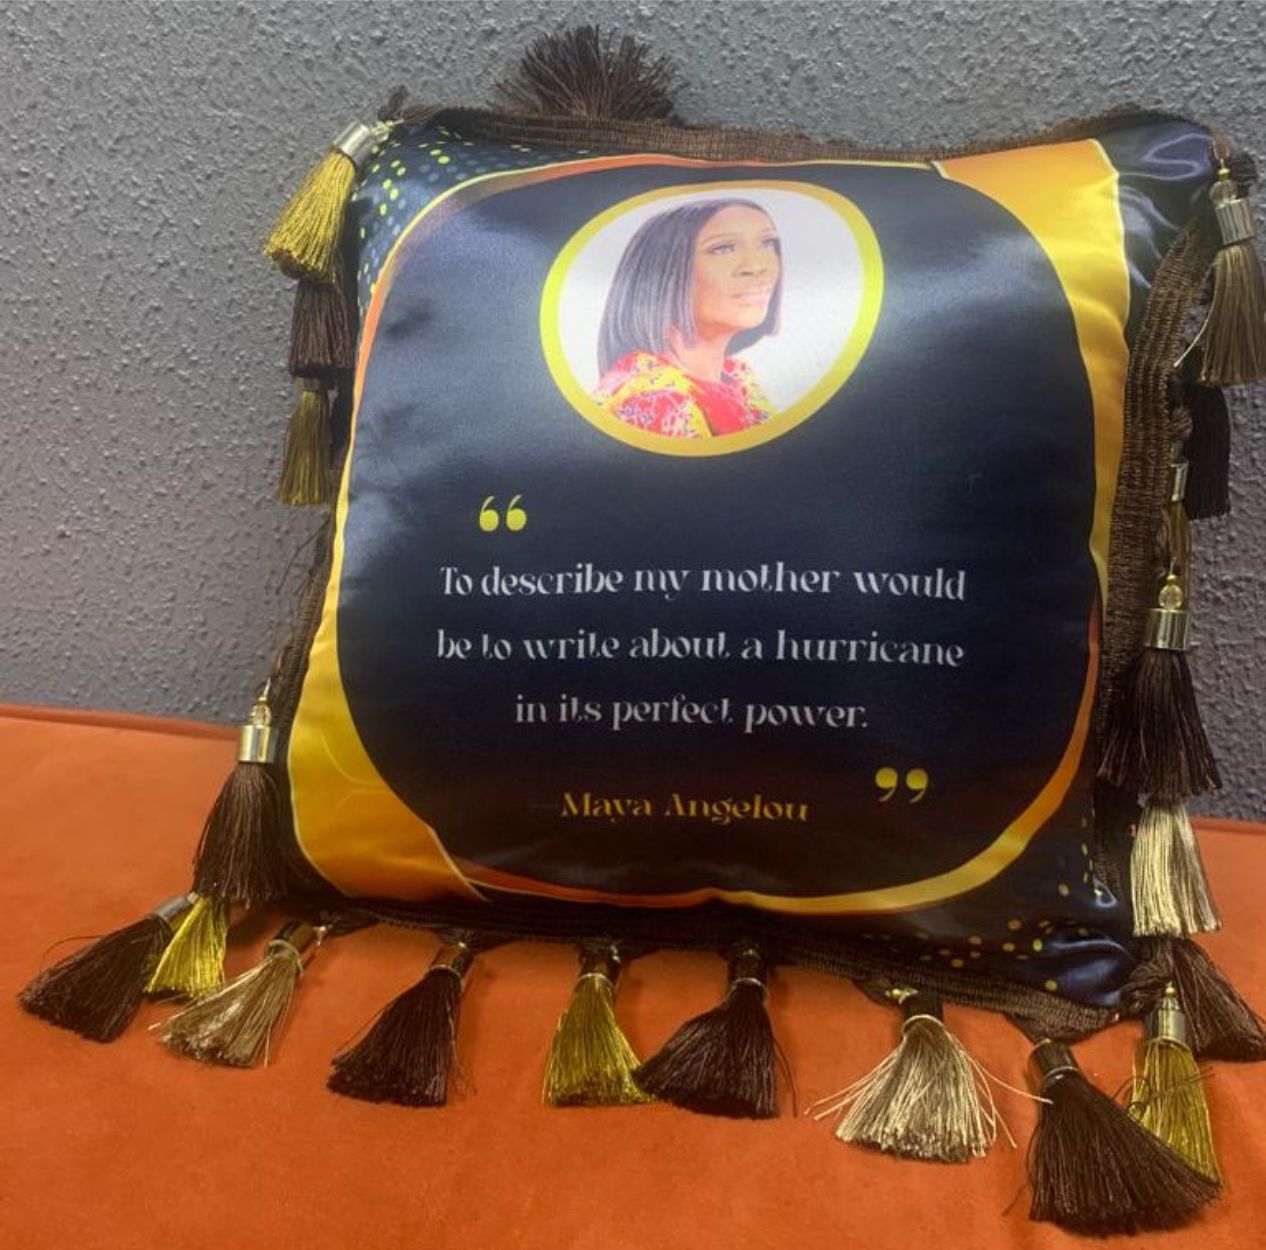 “
To describe my mother would
be to write about a hurricane
in its perfect power.
”
Maya Angelou